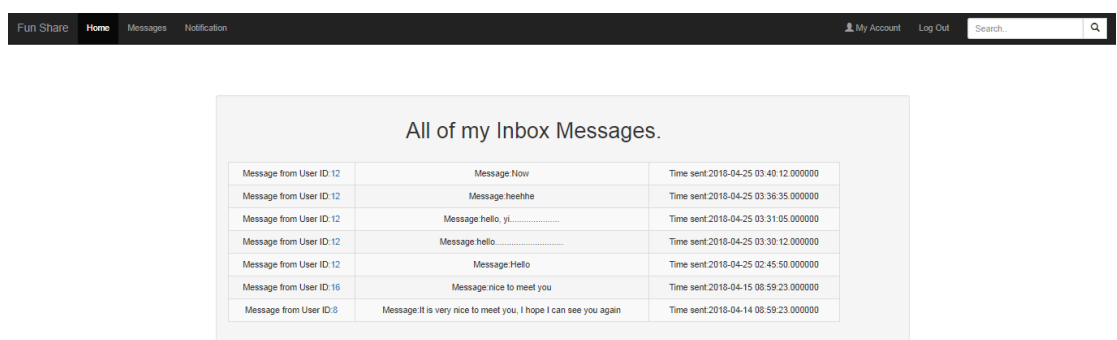 Fun Share Home Messages Notification My Account Log Out Search..
All of my Inbox Messages.
Message from User ID:12 Message:Now Time sent:2018-04-25 03:40:12.000000
Message from User ID:12 Message:heehhe Time sent:2018-04-25 03:36:35.000000
Message from User ID:12 Message:hello, yi..................... Time sent:2018-04-25 03:31:05.000000
Message from User ID:12 Message:hello............................. Time sent:2018-04-25 03:30:12.000000
Message from User ID:12 Message:Hello Time sent:2018-04-25 02:45:50.000000
Message from User ID:16 Message:nice to meet you Time sent:2018-04-15 08:59:23.000000
Message from User ID:8 Message:It is very nice to meet you, I hope I can see you again Time sent:2018-04-14 08:59:23.000000